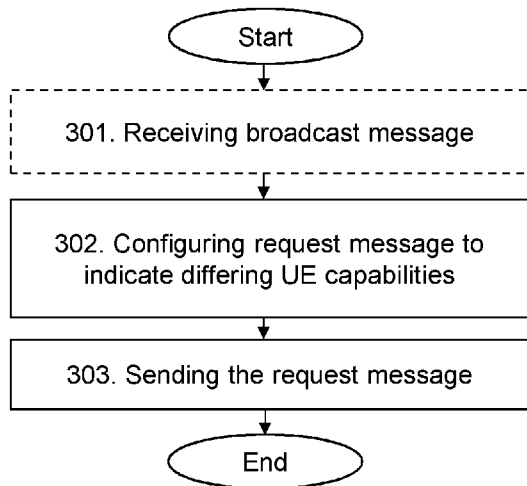 Start
301. Receiving broadcast message
302. Configuring request message to
indicate differing UE capabilities
303. Sending the request message
End